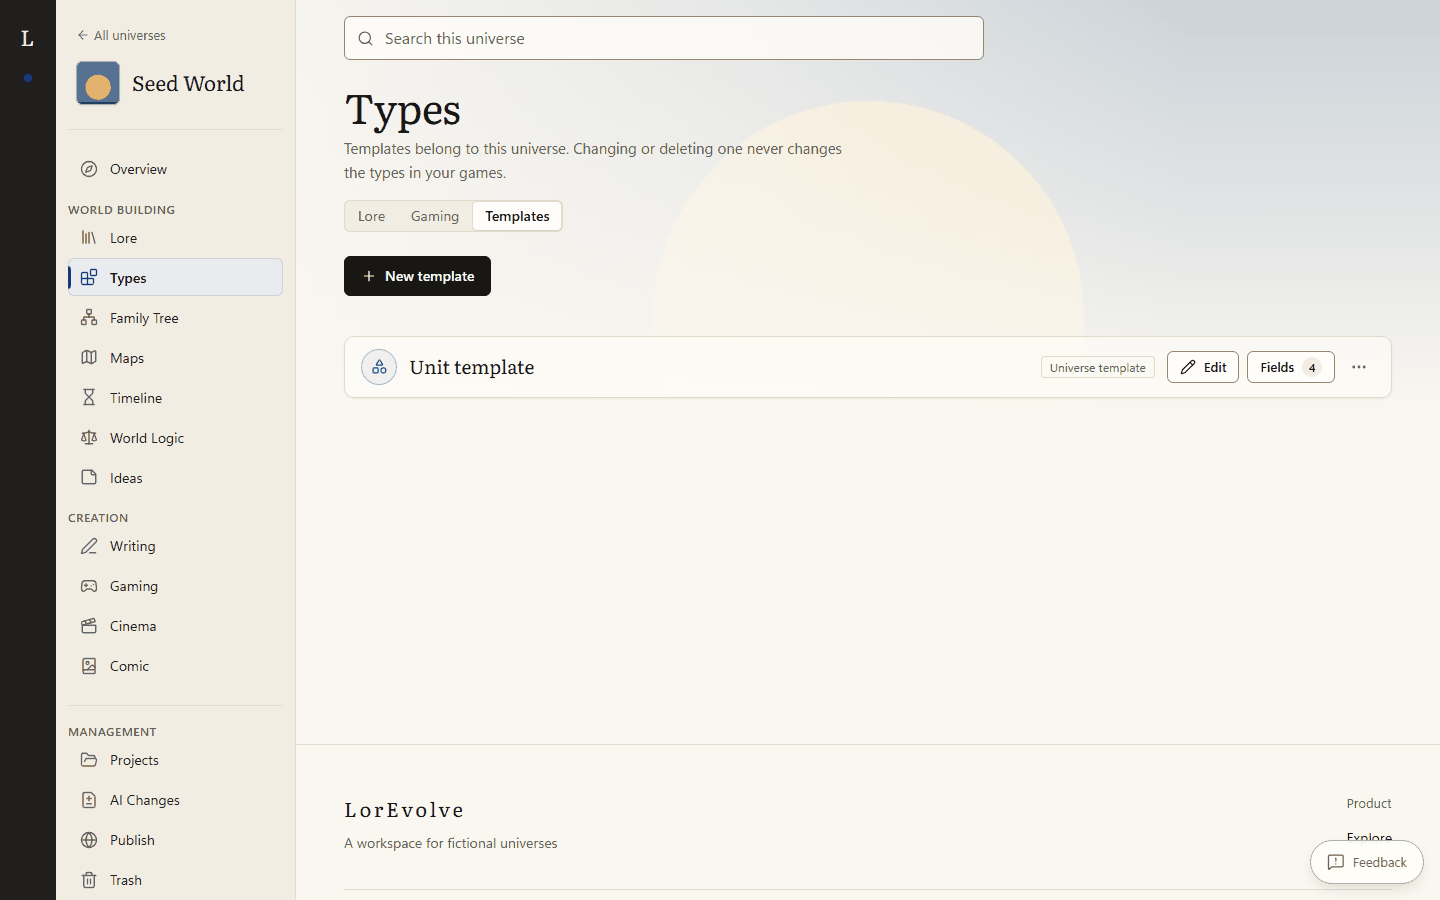 L
All universes
Seed World
Overview
WORLD BUILDING
Lore
Types
Family Tree
Maps
Timeline
World Logic
Ideas
CREATION
Writing
Gaming
Cinema
Comic
MANAGEMENT
Projects
AI Changes
Publish
Trash
Search this universe
Types
Templates belong to this universe. Changing or deleting one never changes
the types in your games.
Lore Gaming Templates
New template
Unit template
Universe template Edit Fields 4
LorEvolve
A workspace for fictional universes
Product
Explore
Feedback